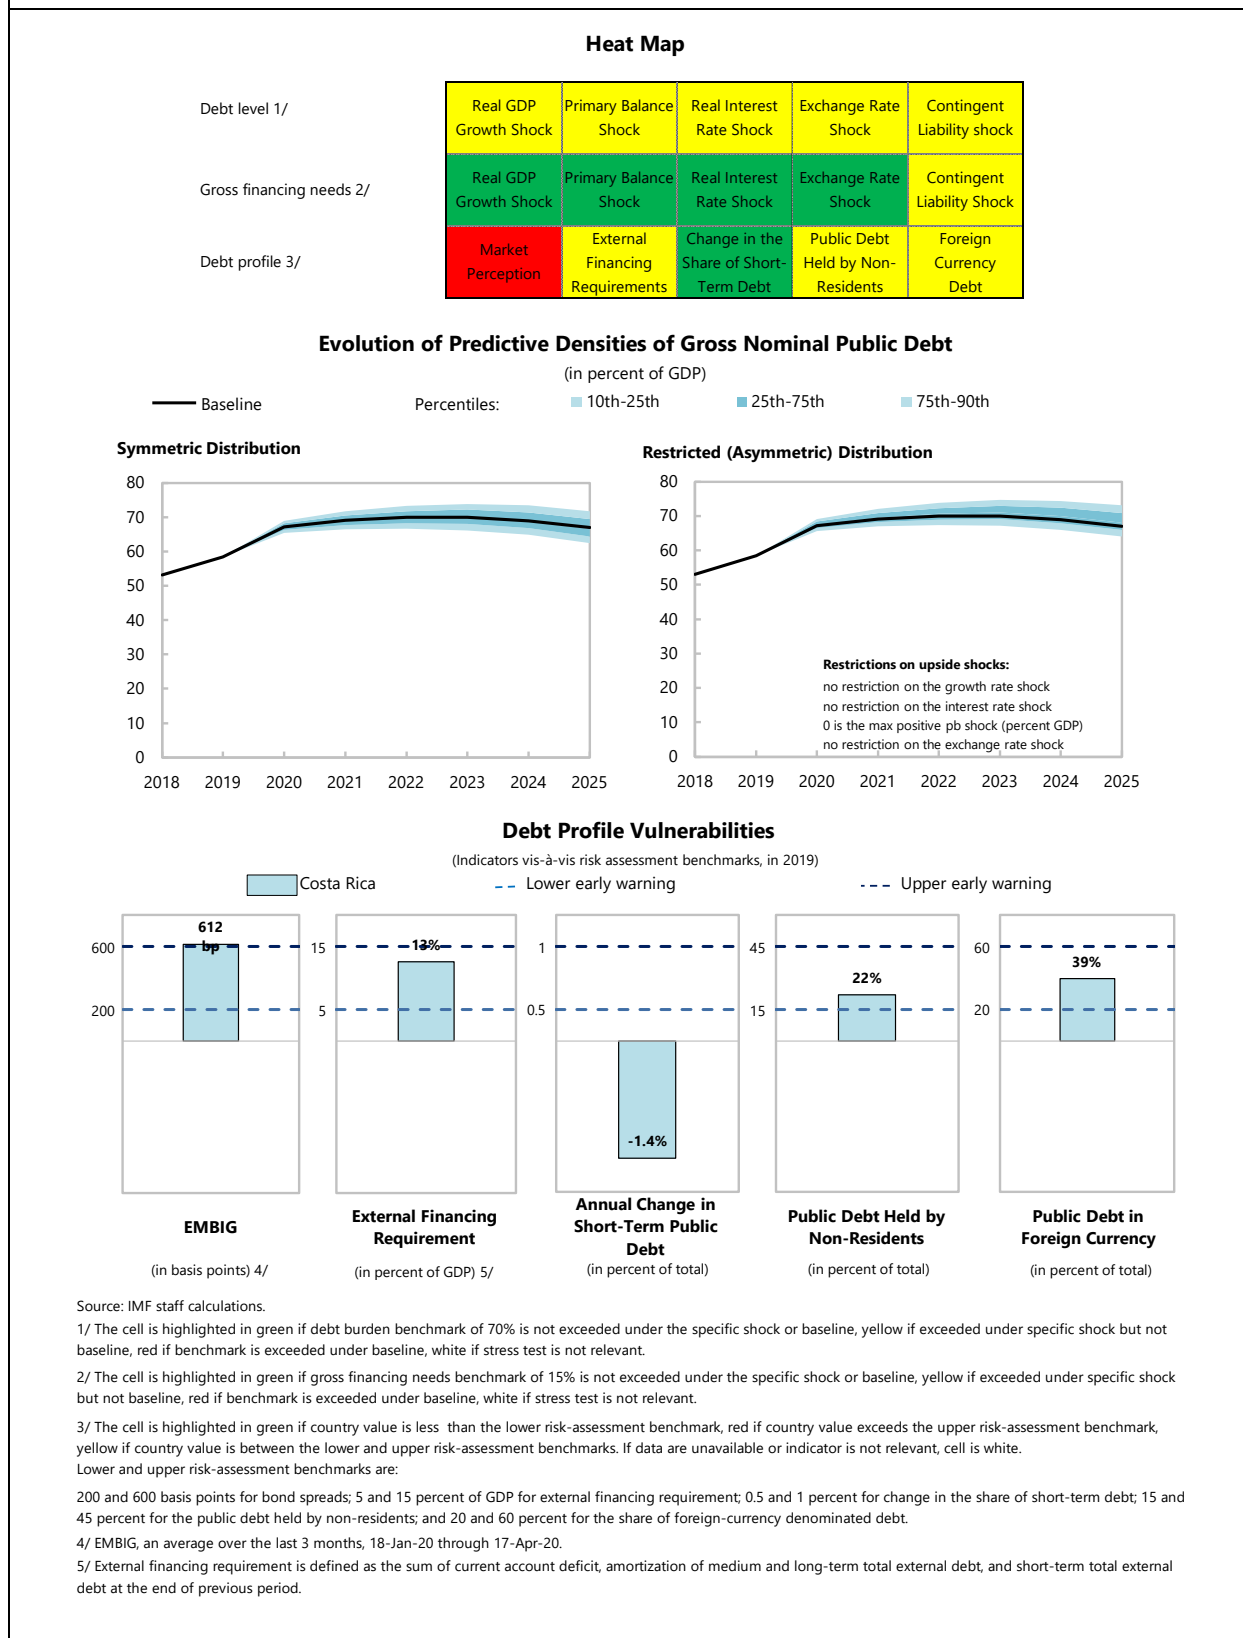 Heat Map
Debt level 1/
Real GDP Growth Shock
Primary Balance Shock
Real Interest Rate Shock
Exchange Rate Shock
Contingent Liability shock
Gross financing needs 2/
Real GDP Growth Shock
Primary Balance Shock
Real Interest Rate Shock
Exchange Rate Shock
Contingent Liability Shock
Debt profile 3/
Market Perception
External Financing Requirements
Change in the Share of Short-Term Debt
Public Debt Held by Non-Residents
Foreign Currency Debt
Evolution of Predictive Densities of Gross Nominal Public Debt
(in percent of GDP)
Baseline Percentiles: 10th-25th 25th-75th 75th-90th
Symmetric Distribution
80
70
60
50
40
30
20
10
0
2018 2019 2020 2021 2022 2023 2024 2025
Restricted (Asymmetric) Distribution
80
70
60
50
40
30
20
10
0
Restrictions on upside shocks:
no restriction on the growth rate shock
no restriction on the interest rate shock
0 is the max positive pb shock (percent GDP)
no restriction on the exchange rate shock
2018 2019 2020 2021 2022 2023 2024 2025
Debt Profile Vulnerabilities
(Indicators vis-à-vis risk assessment benchmarks, in 2019)
Costa Rica Lower early warning Upper early warning
612
bp
600
200
EMBIG
(in basis points) 4/
13%
15
5
External Financing
Requirement
(in percent of GDP) 5/
1
0.5
-1.4%
Annual Change in
Short-Term Public
Debt
(in percent of total)
45
22%
15
Public Debt Held by
Non-Residents
(in percent of total)
60
39%
20
Public Debt in
Foreign Currency
(in percent of total)
Source: IMF staff calculations.
1/ The cell is highlighted in green if debt burden benchmark of 70% is not exceeded under the specific shock or baseline, yellow if exceeded under specific shock but not
baseline, red if benchmark is exceeded under baseline, white if stress test is not relevant.
2/ The cell is highlighted in green if gross financing needs benchmark of 15% is not exceeded under the specific shock or baseline, yellow if exceeded under specific shock
but not baseline, red if benchmark is exceeded under baseline, white if stress test is not relevant.
3/ The cell is highlighted in green if country value is less than the lower risk-assessment benchmark, red if country value exceeds the upper risk-assessment benchmark,
yellow if country value is between the lower and upper risk-assessment benchmarks. If data are unavailable or indicator is not relevant, cell is white.
Lower and upper risk-assessment benchmarks are:
200 and 600 basis points for bond spreads; 5 and 15 percent of GDP for external financing requirement; 0.5 and 1 percent for change in the share of short-term debt; 15 and
45 percent for the public debt held by non-residents; and 20 and 60 percent for the share of foreign-currency denominated debt.
4/ EMBIG, an average over the last 3 months, 18-Jan-20 through 17-Apr-20.
5/ External financing requirement is defined as the sum of current account deficit, amortization of medium and long-term total external debt, and short-term total external
debt at the end of previous period.